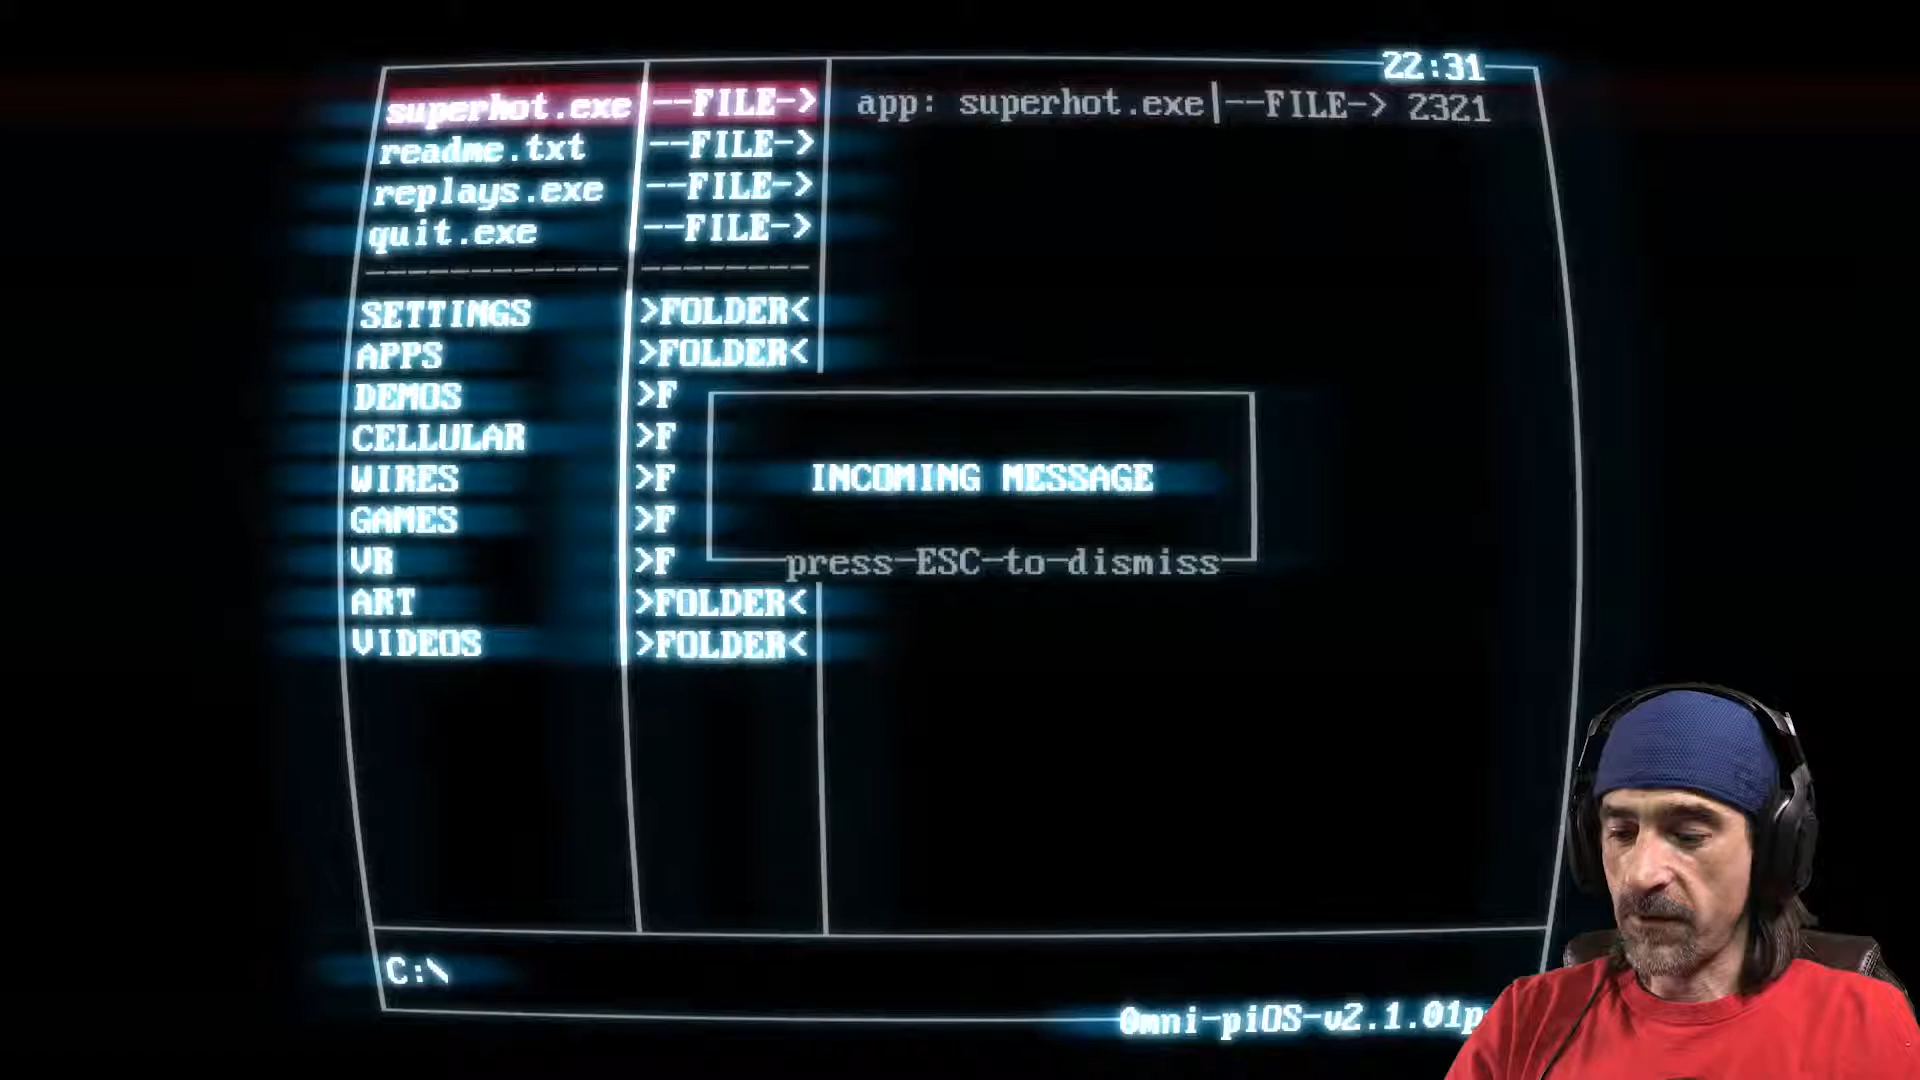 22:31
superhot.exe --FILE-> app: superhot.exe|--FILE-> 2321
readme.txt --FILE->
replays.exe --FILE->
quit.exe --FILE->
SETTINGS >FOLDER<
APPS >FOLDER<
DEMOS >F
CELLULAR >F
WIRES >F
GAMES >F
VR >F
ART >FOLDER<
VIDEOS >FOLDER<
INCOMING MESSAGE
press-ESC-to-dismiss
C:\
Omni-piOS-v2.1.01p